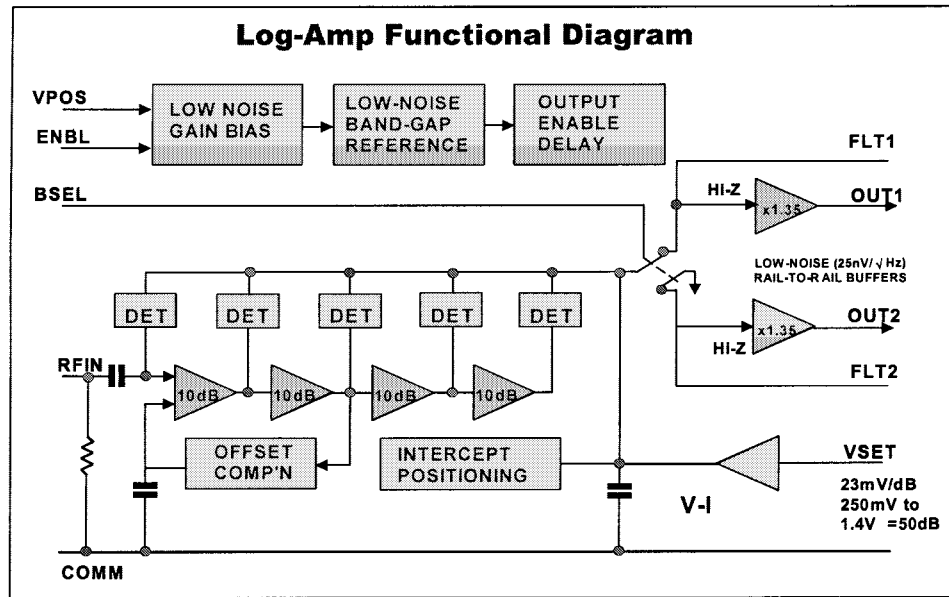 Log-Amp Functional Diagram
VPOS
ENBL
LOW NOISE
GAIN BIAS
LOW-NOISE
BAND-GAP
REFERENCE
OUTPUT
ENABLE
DELAY
FLT1
BSEL
HI-Z
x1.35
OUT1
LOW-NOISE (25nV/√Hz)
RAIL-TO-RAIL BUFFERS
DET
DET
DET
DET
DET
x1.35
OUT2
HI-Z
FLT2
RFIN
10dB
10dB
10dB
10dB
OFFSET
COMP'N
INTERCEPT
POSITIONING
V-I
VSET
23mV/dB
250mV to
1.4V =50dB
COMM